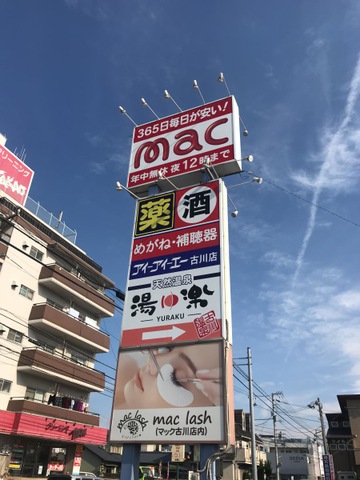 365日毎日が安い!
mac
年中無休 夜12時まで
薬 酒
めがね・補聴器
アイ-アイ-エー 古川店
天然温泉
湯 楽
YURAKU
mac lash
mac lash
(マック古川店内)